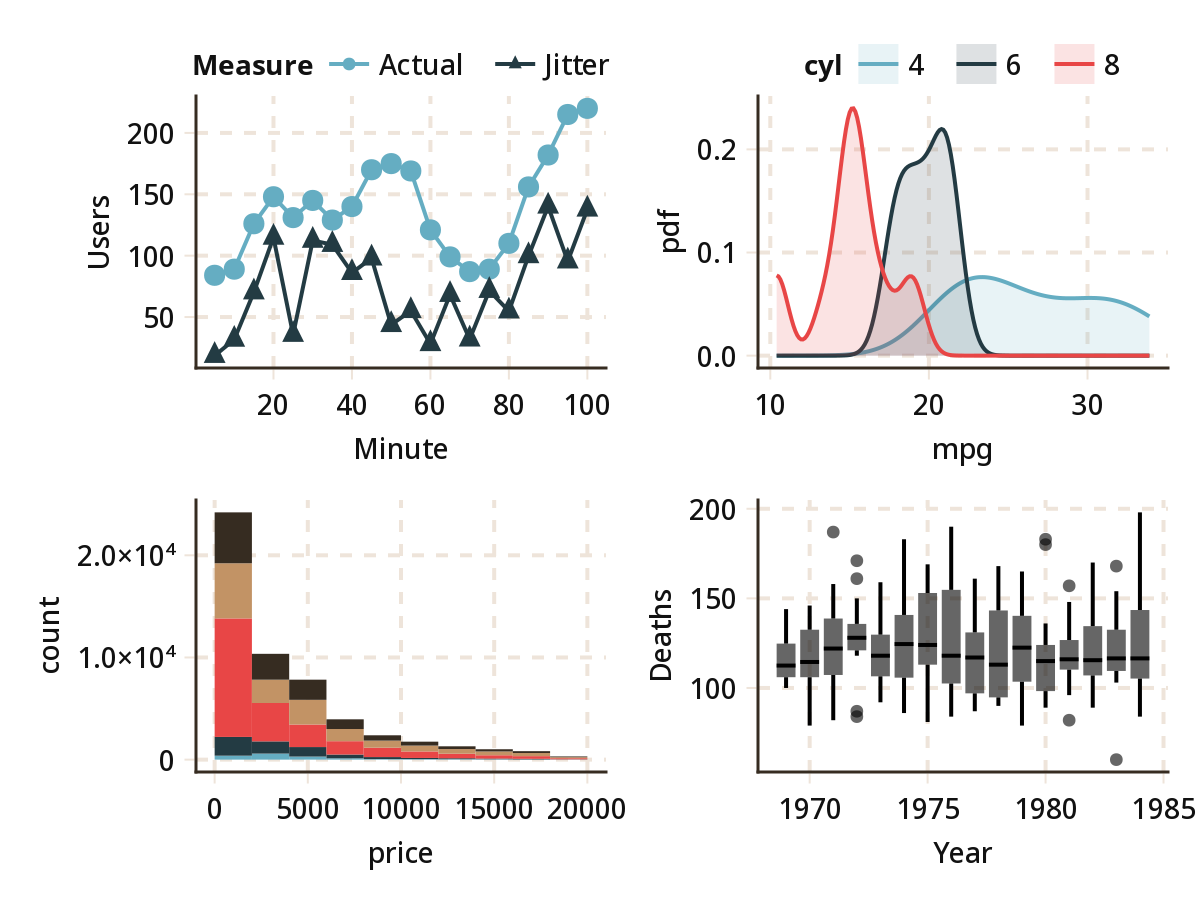 Measure Actual Jitter
200
150
100
50
Users
20 40 60 80 100
Minute
cyl 4 6 8
0.2
0.1
0.0
pdf
10 20 30
mpg
2.0×10⁴
1.0×10⁴
0
count
0 5000 10000 15000 20000
price
200
150
100
Deaths
1970 1975 1980 1985
Year